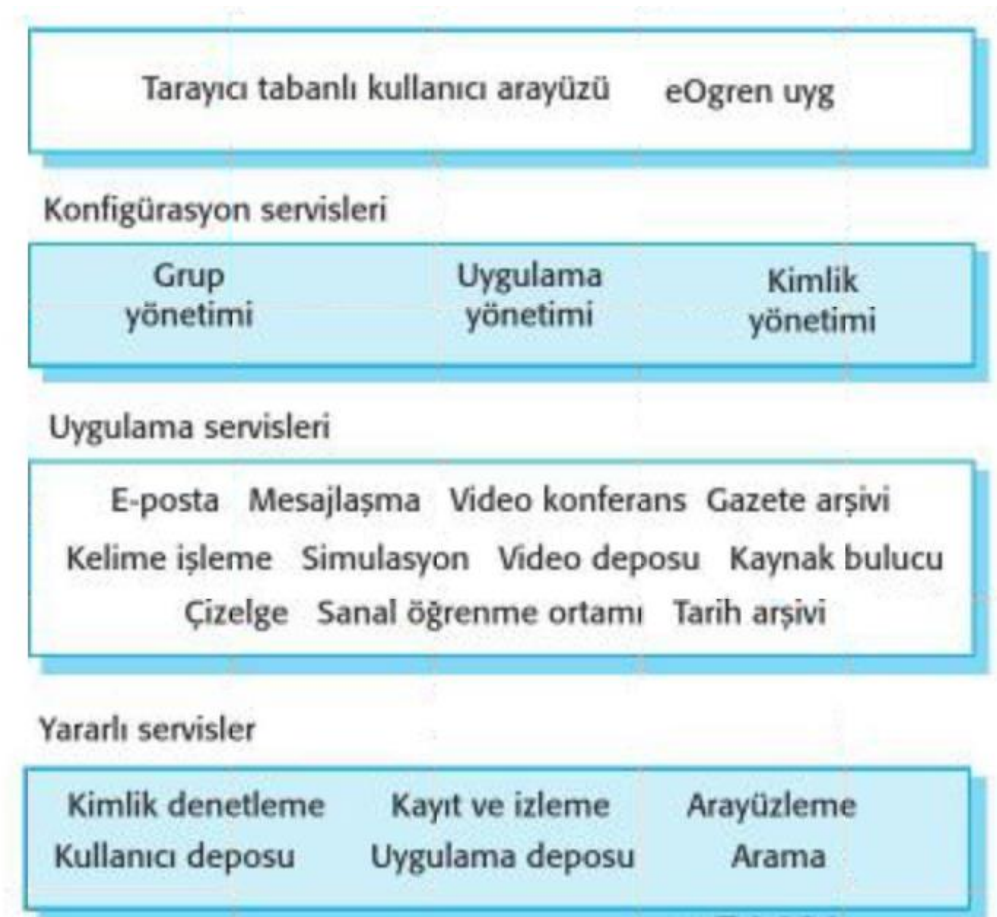 Tarayıcı tabanlı kullanıcı arayüzü eOgren uyg
Konfigürasyon servisleri
Grup yönetimi
Uygulama yönetimi
Kimlik yönetimi
Uygulama servisleri
E-posta Mesajlaşma Video konferans Gazete arşivi
Kelime işleme Simulasyon Video deposu Kaynak bulucu
Çizelge Sanal öğrenme ortamı Tarih arşivi
Yararlı servisler
Kimlik denetleme Kayıt ve izleme Arayüzleme
Kullanıcı deposu Uygulama deposu Arama